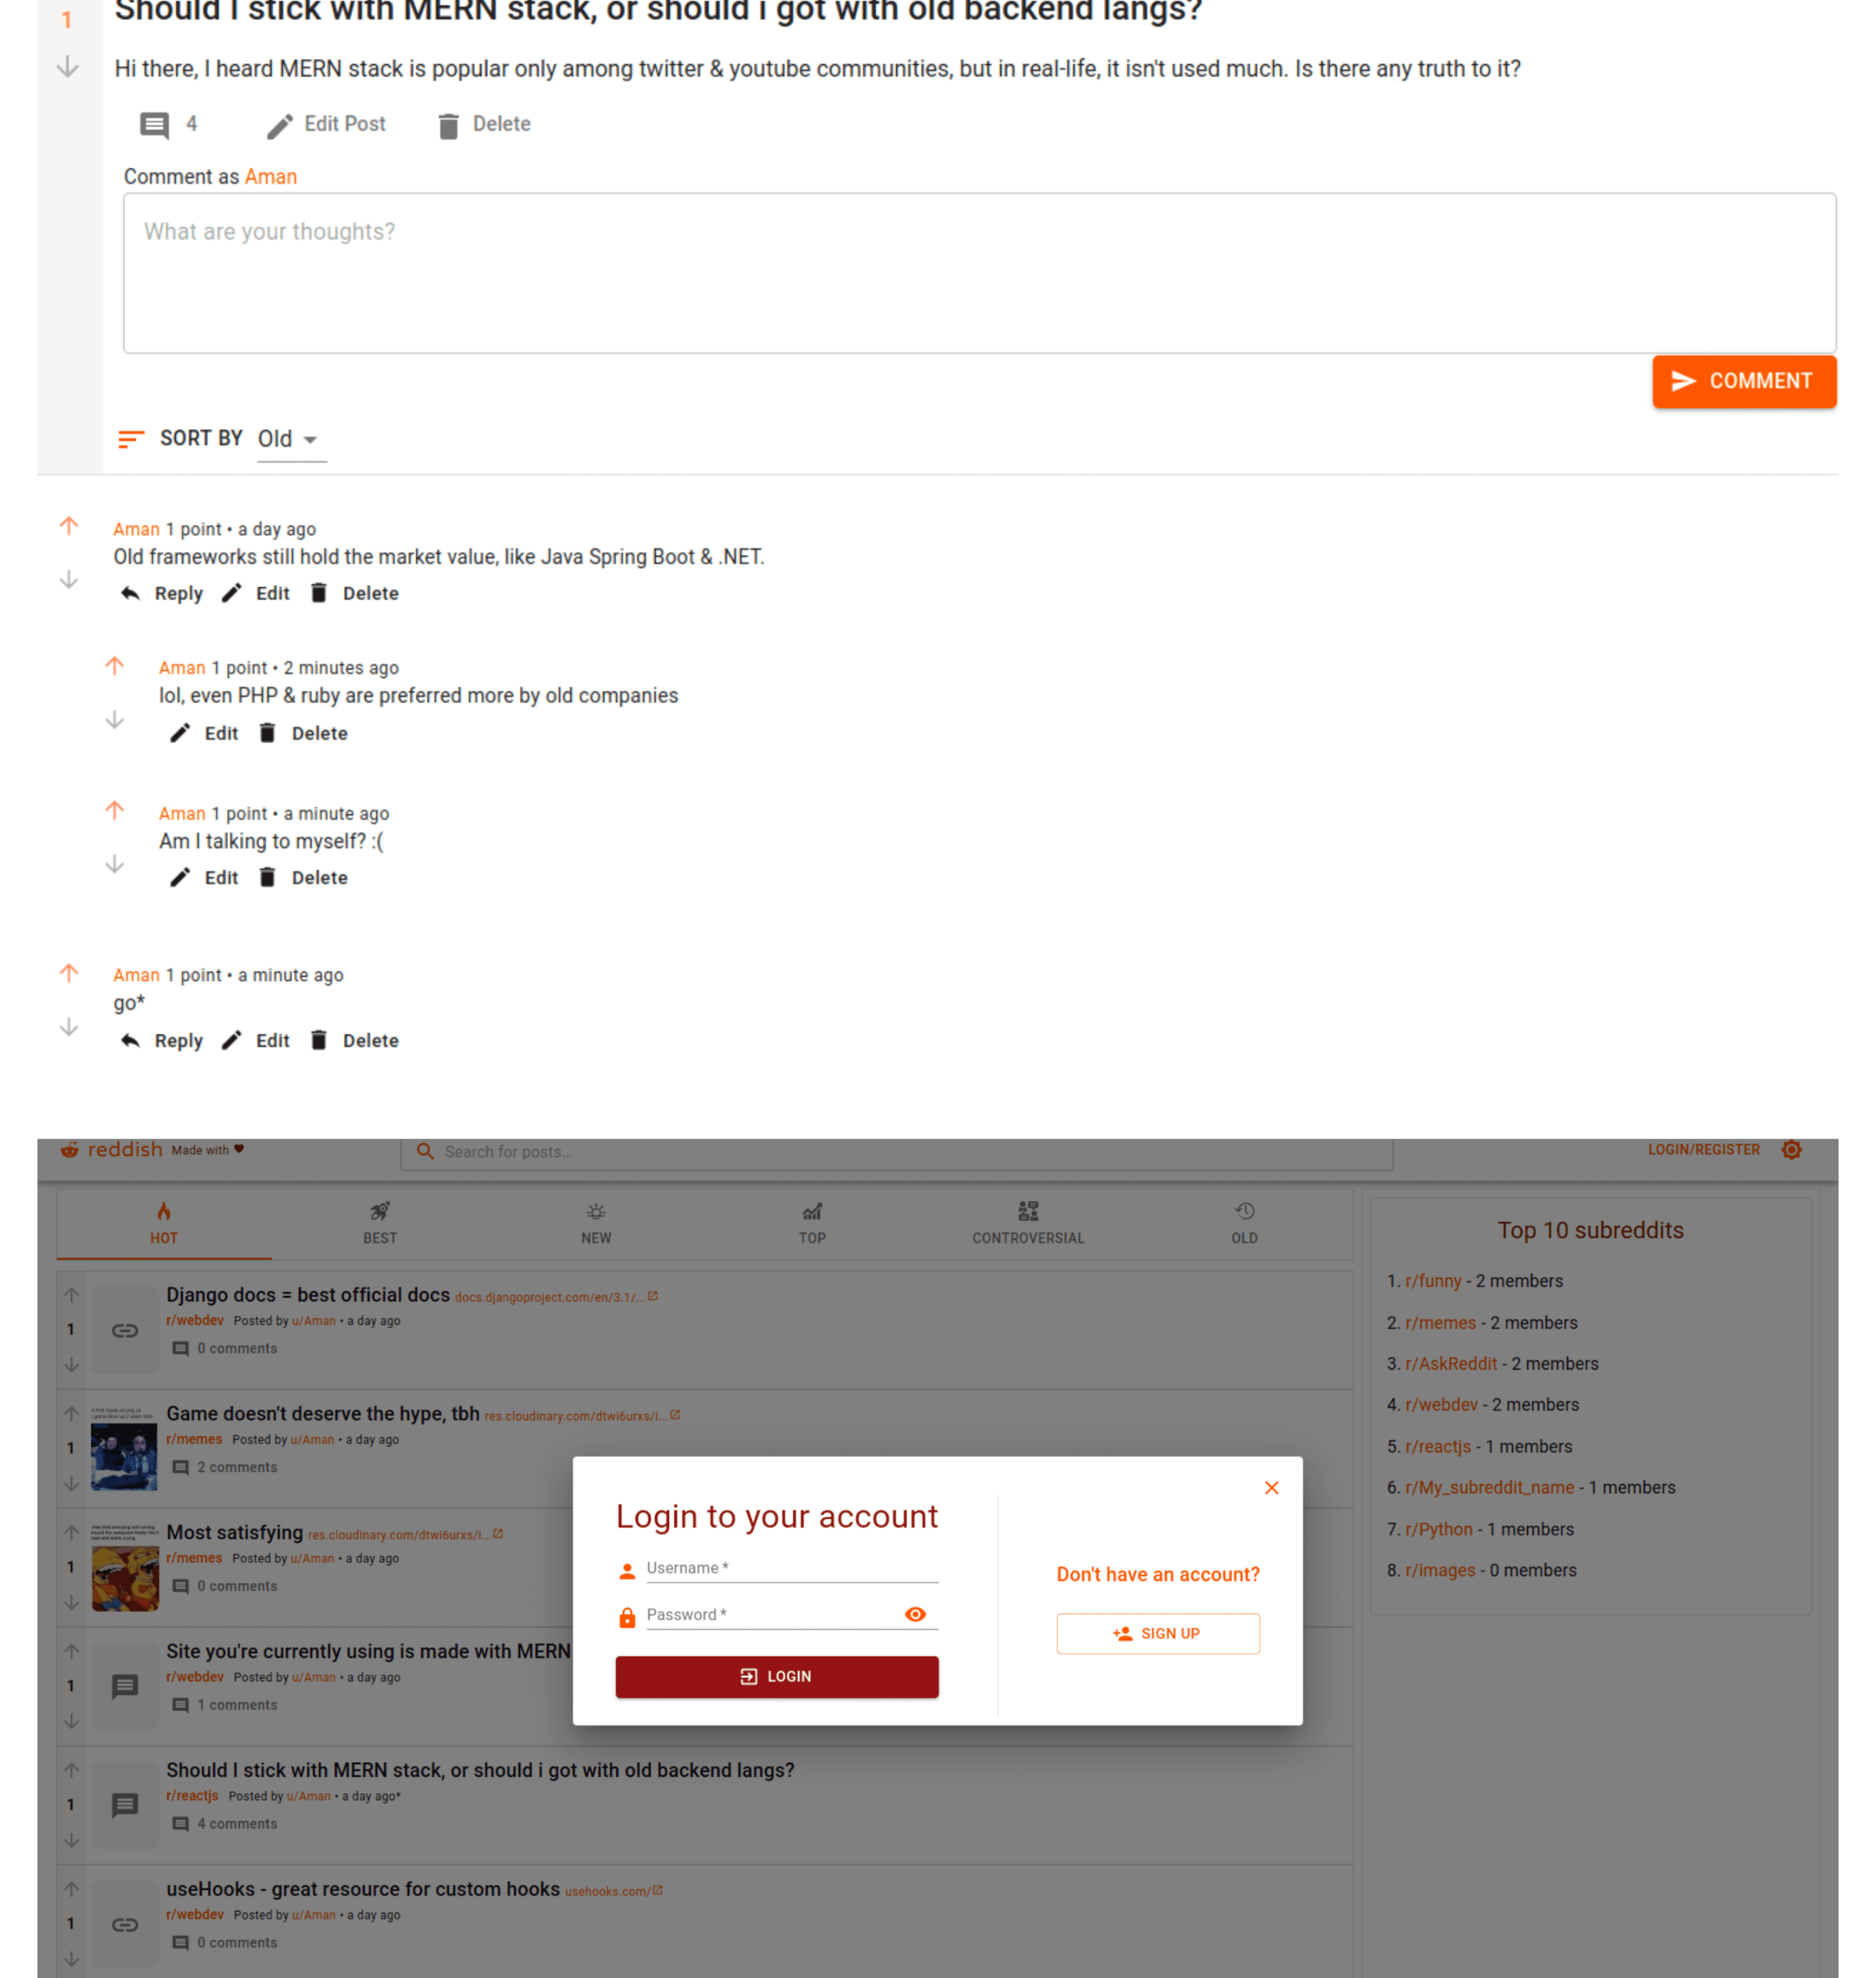 Should I stick with MERN stack, or should i got with old backend langs?
1
Hi there, I heard MERN stack is popular only among twitter & youtube communities, but in real-life, it isn't used much. Is there any truth to it?
4 Edit Post Delete
Comment as Aman
What are your thoughts?
COMMENT
SORT BY Old
Aman 1 point • a day ago
Old frameworks still hold the market value, like Java Spring Boot & .NET.
Reply Edit Delete
Aman 1 point • 2 minutes ago
lol, even PHP & ruby are preferred more by old companies
Edit Delete
Aman 1 point • a minute ago
Am I talking to myself? :(
Edit Delete
Aman 1 point • a minute ago
go*
Reply Edit Delete
reddish Made with ♥ Search for posts... LOGIN/REGISTER
HOT BEST NEW TOP CONTROVERSIAL OLD
Django docs = best official docs docs.djangoproject.com/en/3.1/...
r/webdev Posted by u/Aman • a day ago
1
0 comments
Game doesn't deserve the hype, tbh res.cloudinary.com/dtwi6urxs/i...
r/memes Posted by u/Aman • a day ago
1
2 comments
Most satisfying res.cloudinary.com/dtwi6urxs/i...
r/memes Posted by u/Aman • a day ago
1
0 comments
Site you're currently using is made with MERN
r/webdev Posted by u/Aman • a day ago
1
1 comments
Should I stick with MERN stack, or should i got with old backend langs?
r/reactjs Posted by u/Aman • a day ago*
1
4 comments
useHooks - great resource for custom hooks usehooks.com/
r/webdev Posted by u/Aman • a day ago
1
0 comments
Login to your account
Username *
Password *
LOGIN
Don't have an account?
SIGN UP
Top 10 subreddits
1. r/funny - 2 members
2. r/memes - 2 members
3. r/AskReddit - 2 members
4. r/webdev - 2 members
5. r/reactjs - 1 members
6. r/My_subreddit_name - 1 members
7. r/Python - 1 members
8. r/images - 0 members